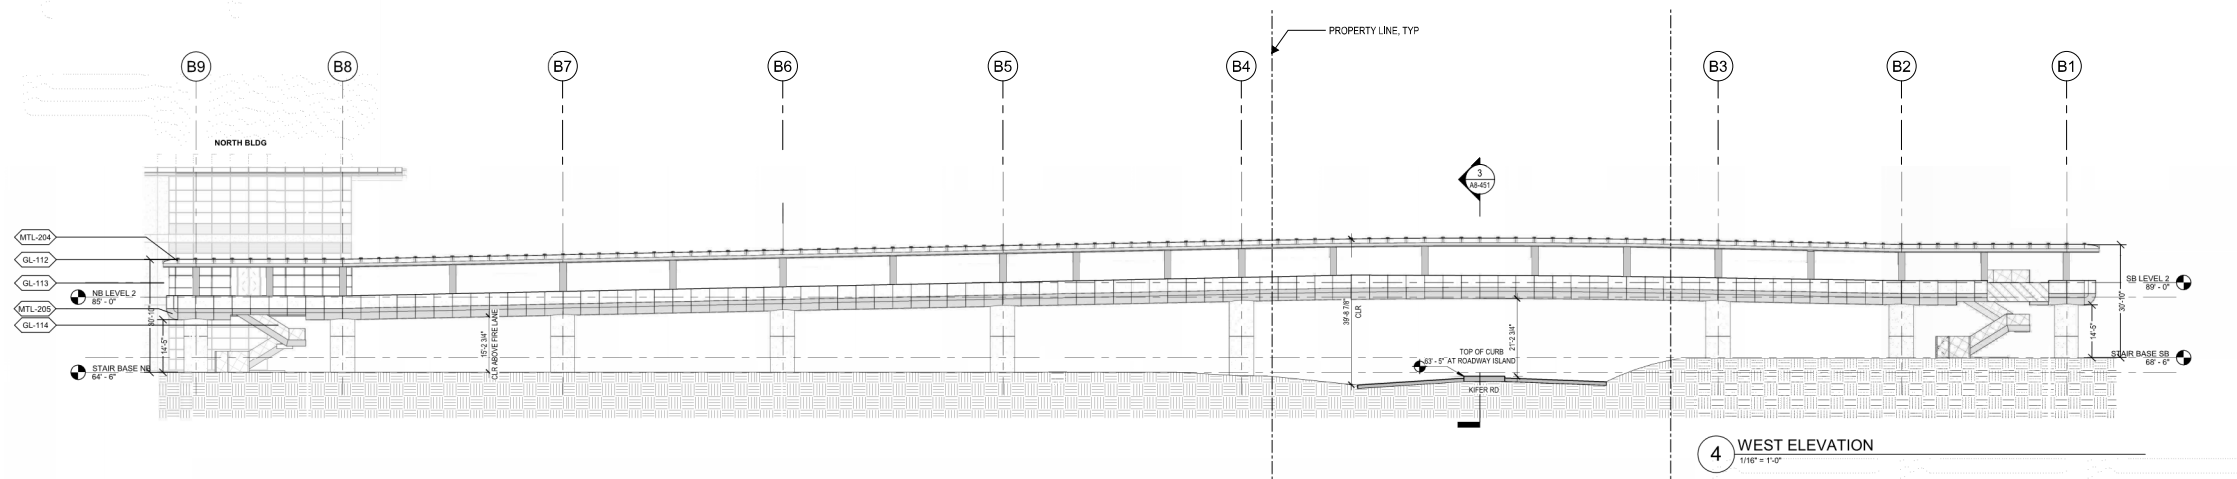 PROPERTY LINE, TYP
B9
B8
B7
B6
B5
B4
B3
B2
B1
NORTH BLDG
3
A8-451
MTL-204
GL-112
GL-113
MTL-205
GL-114
NB LEVEL 2
85' - 0"
STAIR BASE NB
64' - 6"
30'-10"
14'-5"
15'-2 3/4"
CLR ABOVE FIRE LANE
39'-8 7/8"
CLR
21'-2 3/4"
TOP OF CURB
63' - 5" AT ROADWAY ISLAND
KIFER RD
SB LEVEL 2
89' - 0"
30'-10"
14'-5"
STAIR BASE SB
68' - 6"
4
WEST ELEVATION
1/16" = 1'-0"